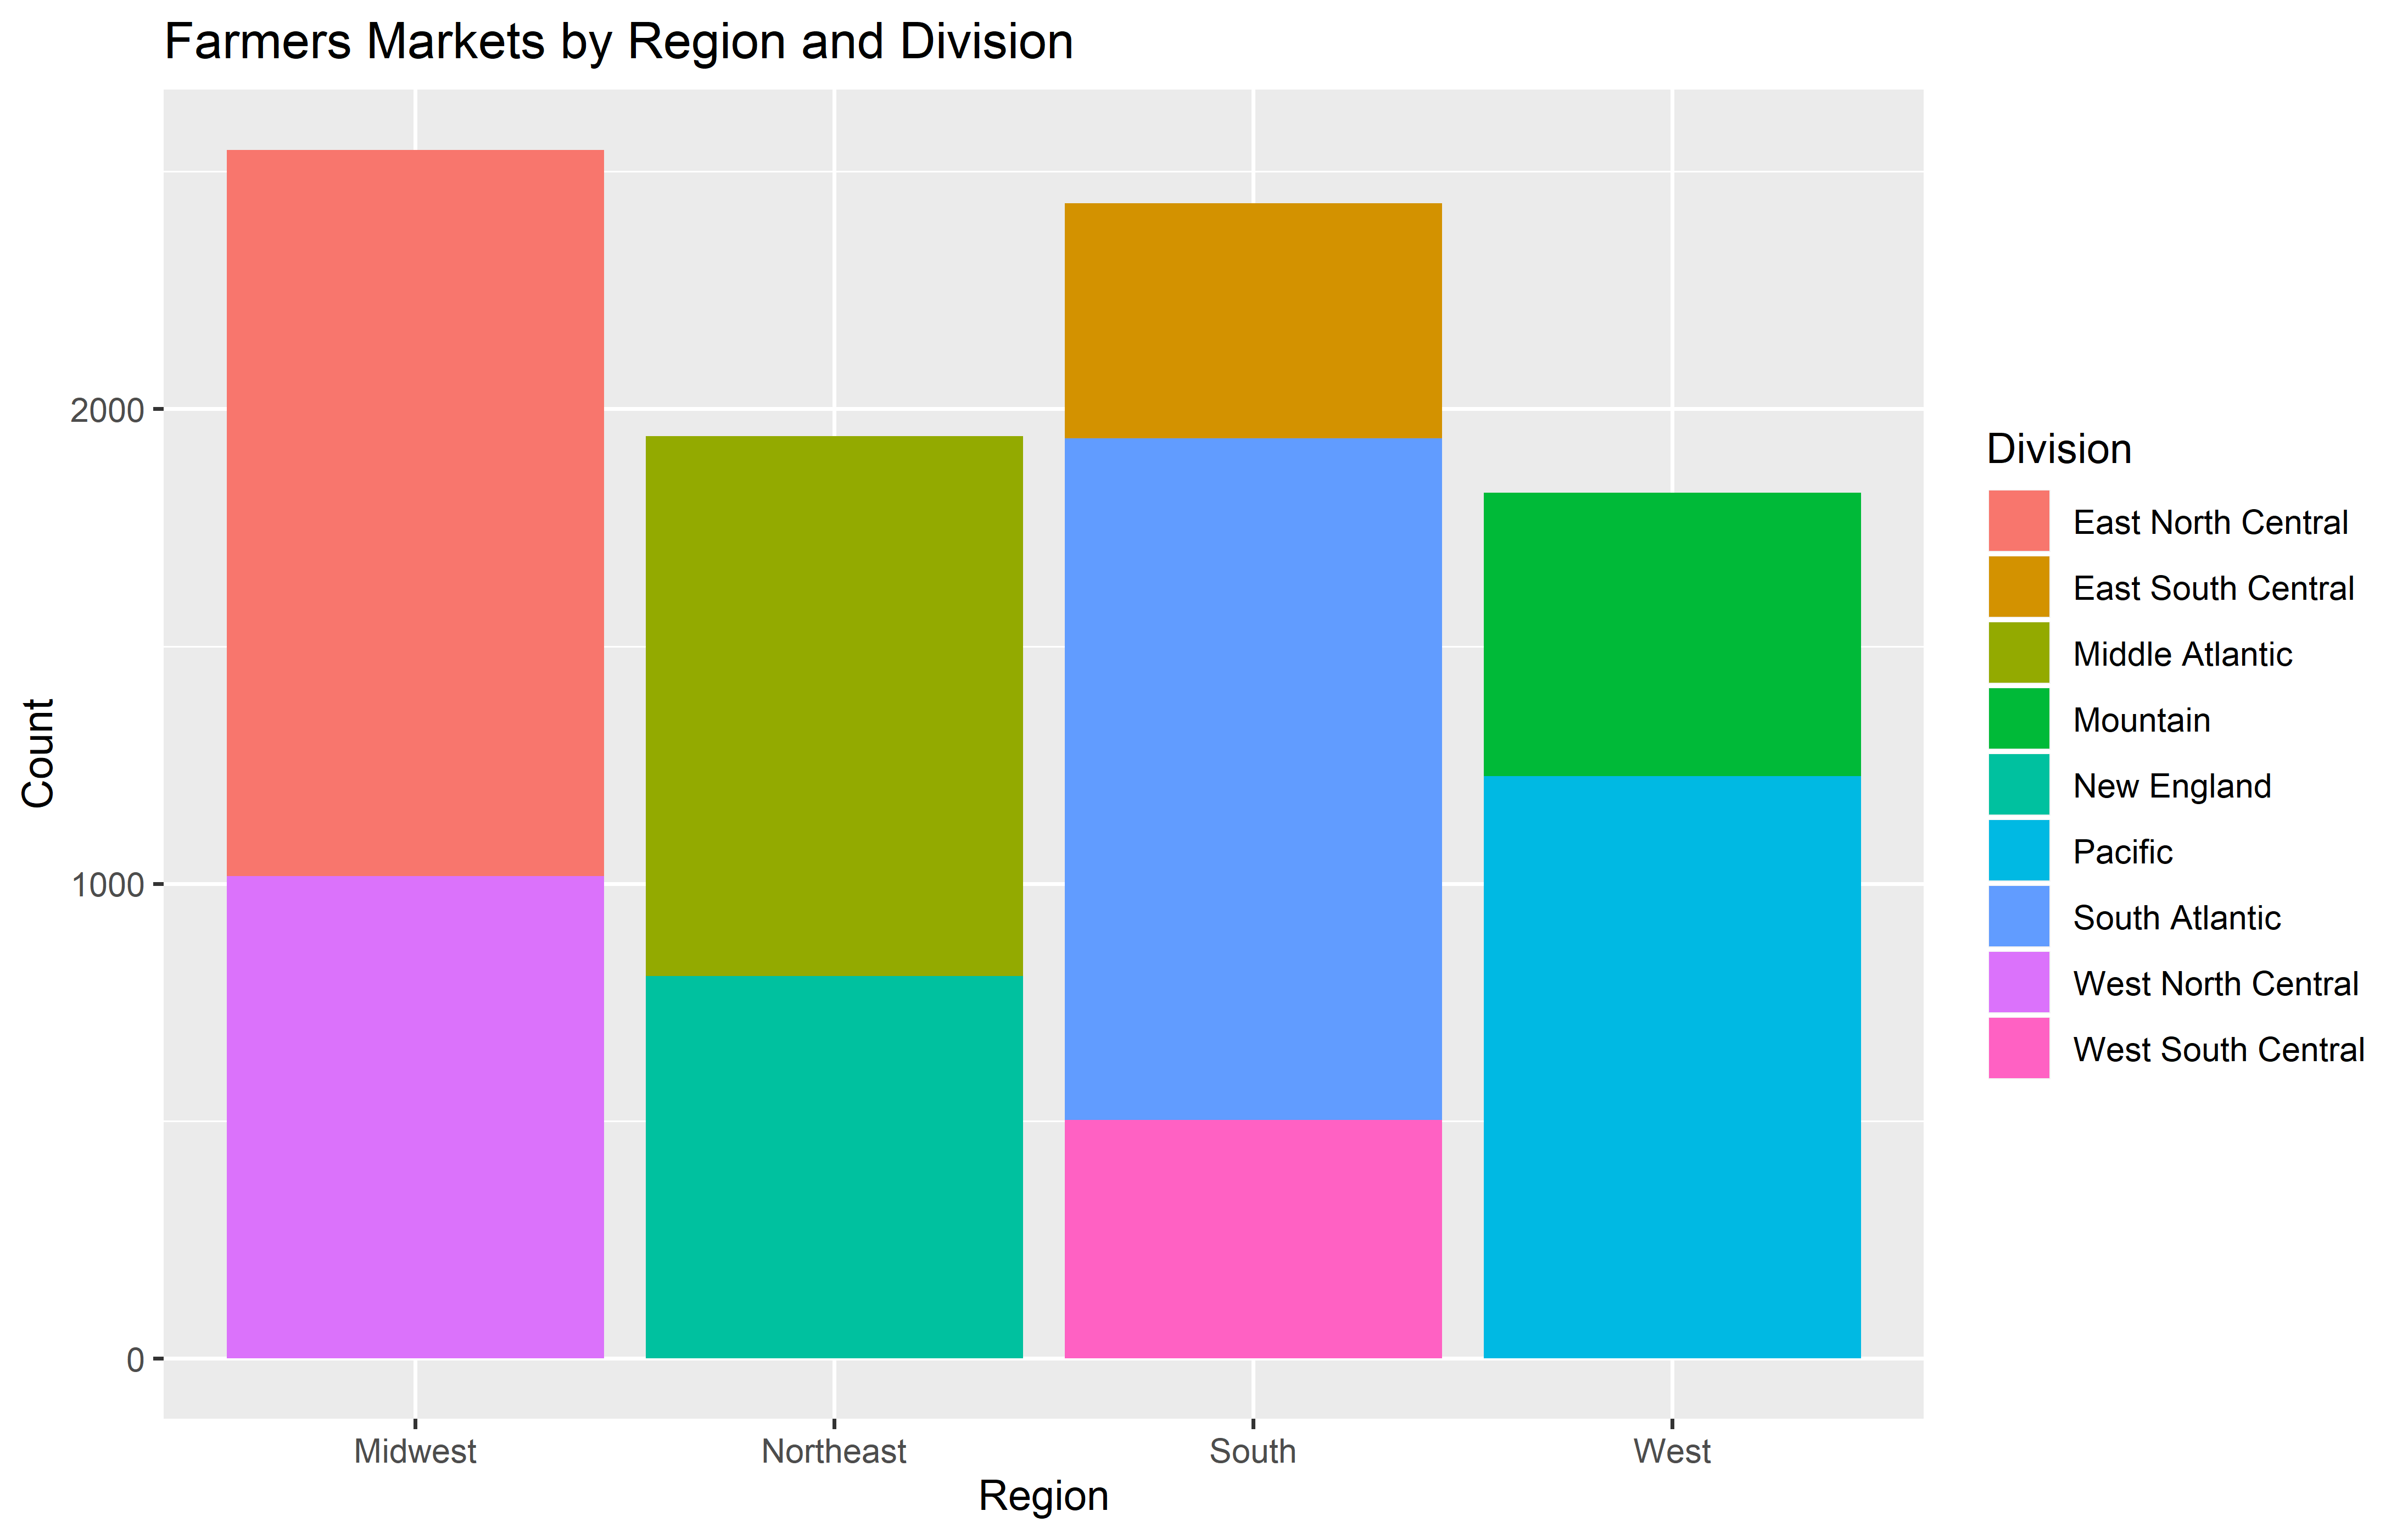 Farmers Markets by Region and Division
Count
2000
1000
0
Midwest
Northeast
South
West
Region
Division
East North Central
East South Central
Middle Atlantic
Mountain
New England
Pacific
South Atlantic
West North Central
West South Central